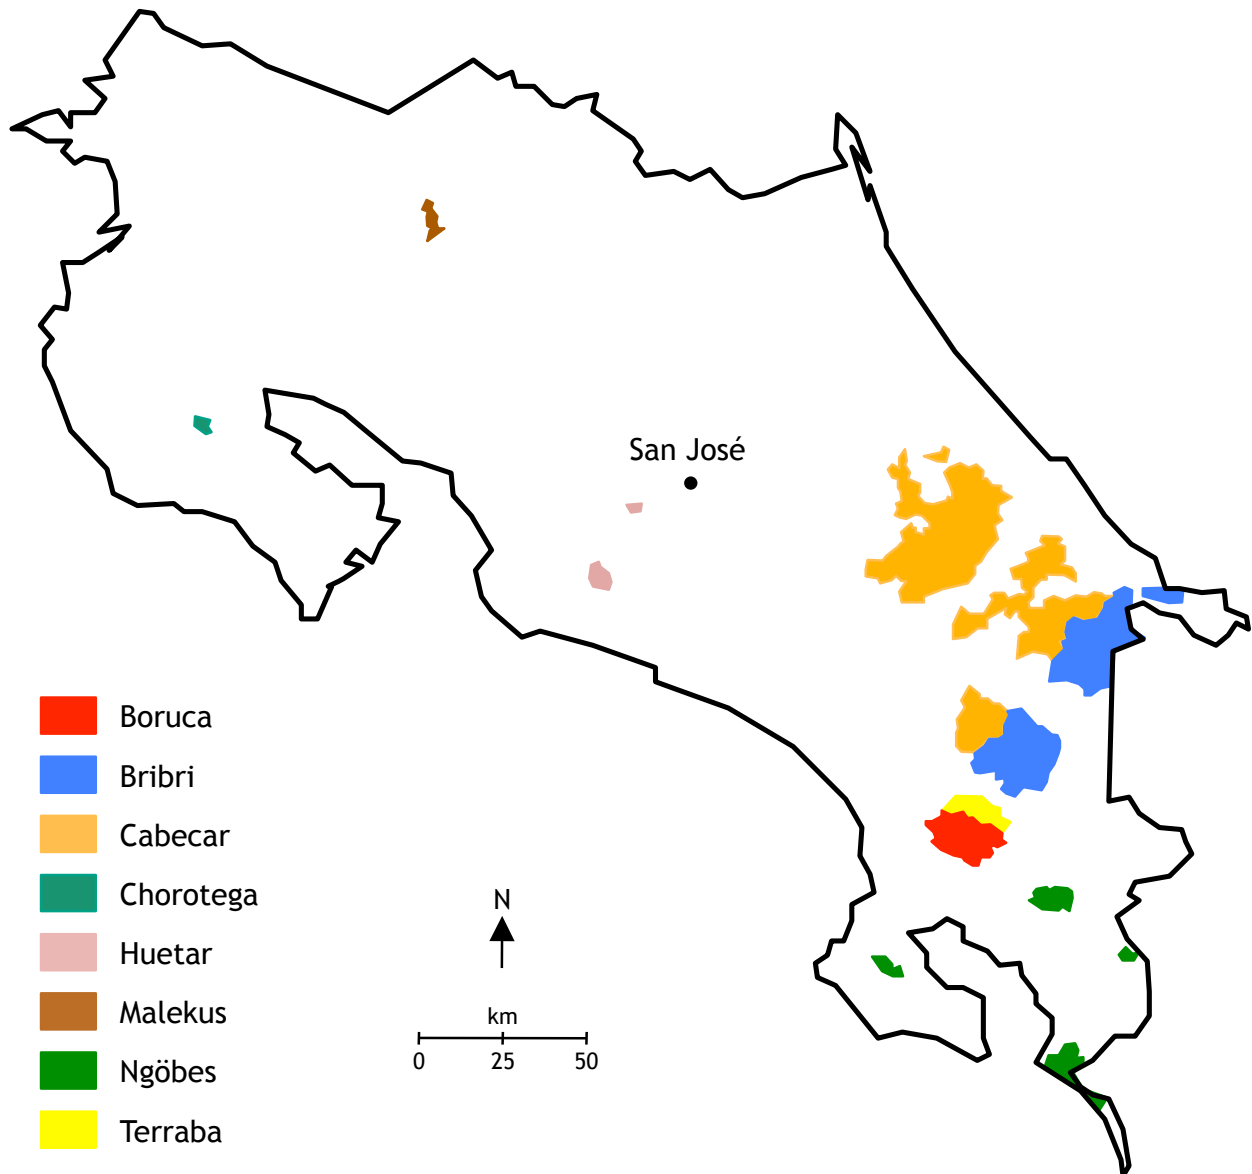 San José
Boruca
Bribri
Cabecar
Chorotega
Huetar
Malekus
Ngöbes
Terraba
N
km
0 25 50